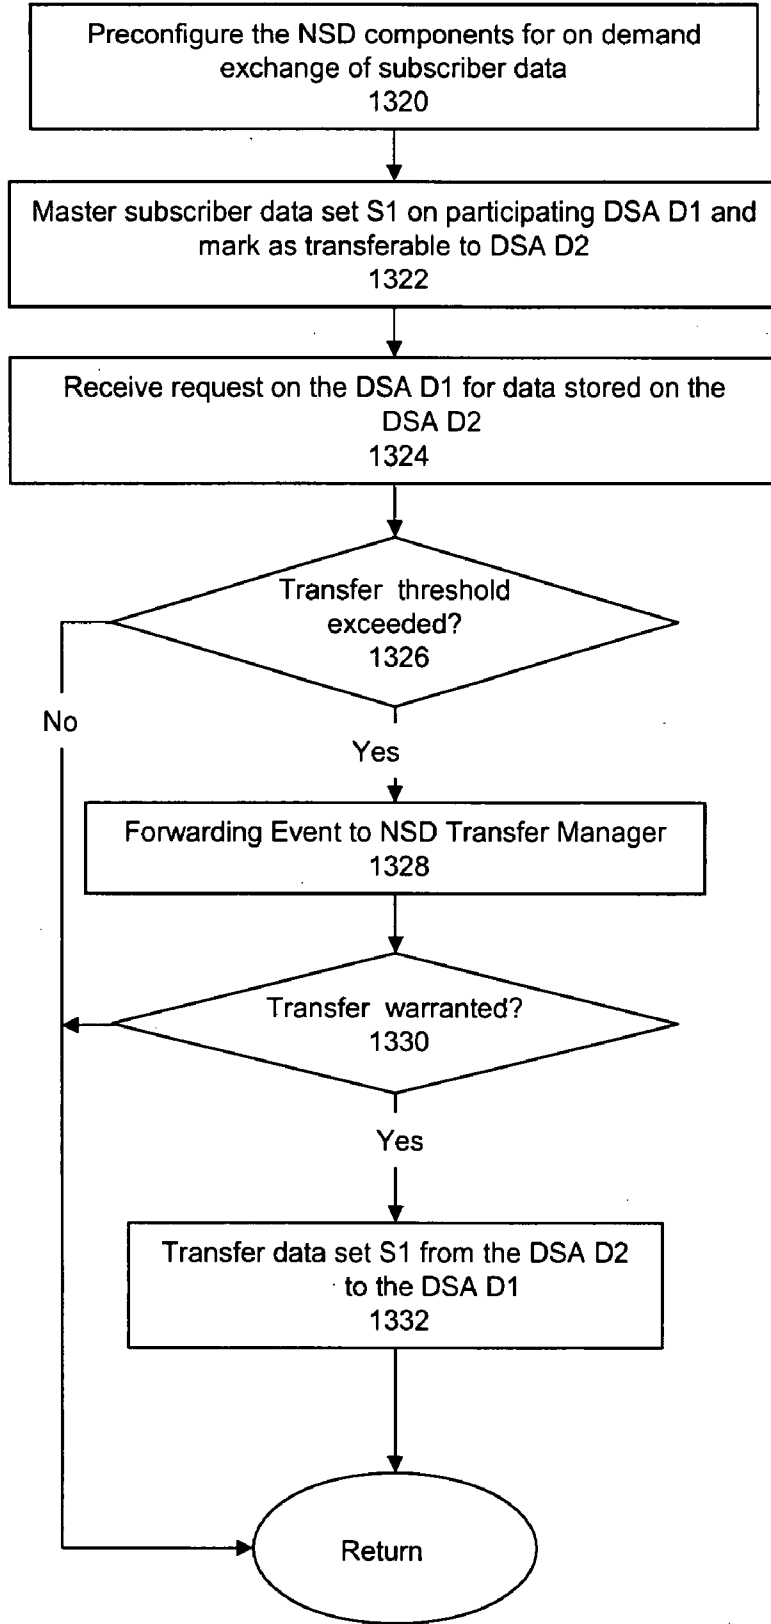 Preconfigure the NSD components for on demand
exchange of subscriber data
1320
Master subscriber data set S1 on participating DSA D1 and
mark as transferable to DSA D2
1322
Receive request on the DSA D1 for data stored on the
DSA D2
1324
Transfer threshold
exceeded?
1326
No
Yes
Forwarding Event to NSD Transfer Manager
1328
Transfer warranted?
1330
Yes
Transfer data set S1 from the DSA D2
to the DSA D1
1332
Return